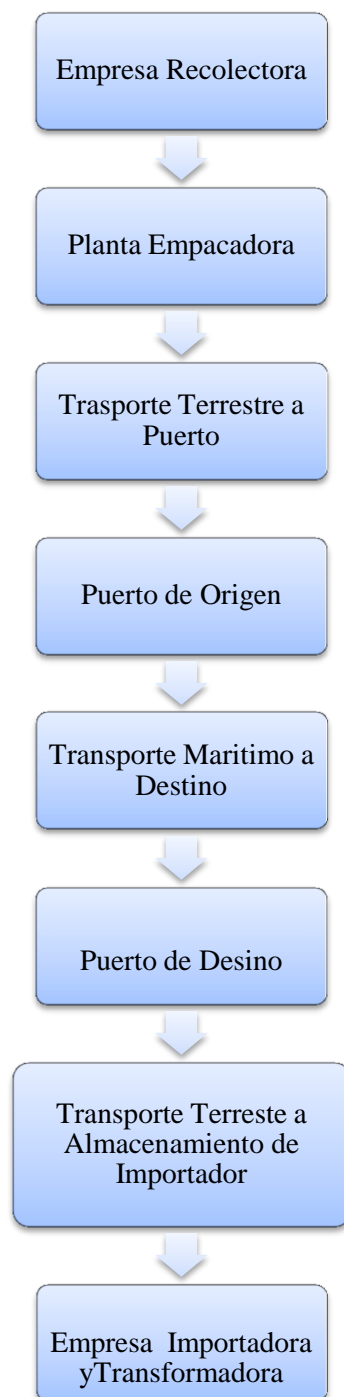 Empresa Recolectora
Planta Empacadora
Trasporte Terrestre a
Puerto
Puerto de Origen
Transporte Maritimo a
Destino
Puerto de Desino
Transporte Terreste a
Almacenamiento de
Importador
Empresa Importadora
yTransformadora